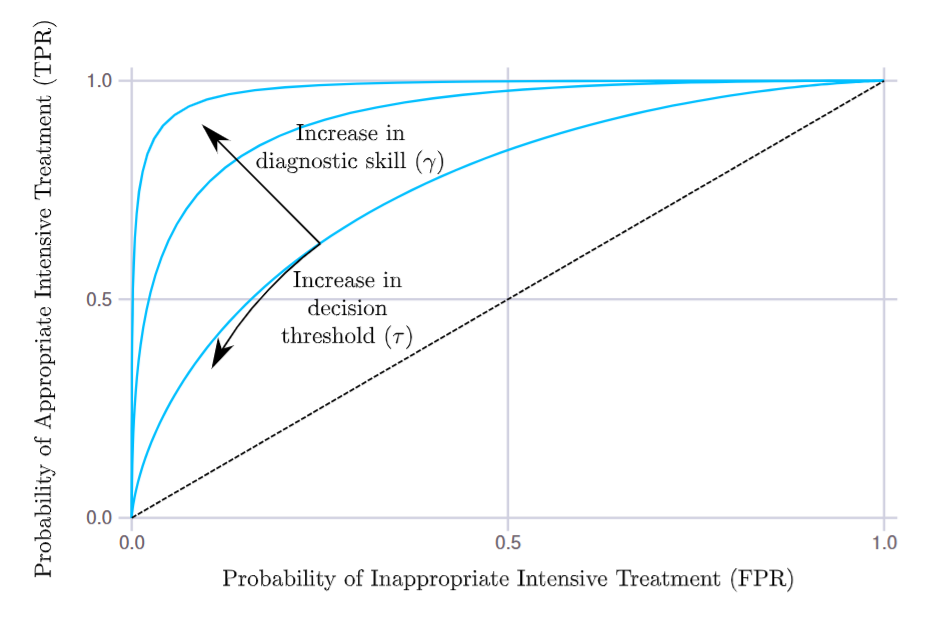 Probability of Appropriate Intensive Treatment (TPR)
1.0
Increase in
diagnostic skill (γ)
0.5
Increase in
decision
threshold (τ)
0.0
0.0
0.5
1.0
Probability of Inappropriate Intensive Treatment (FPR)